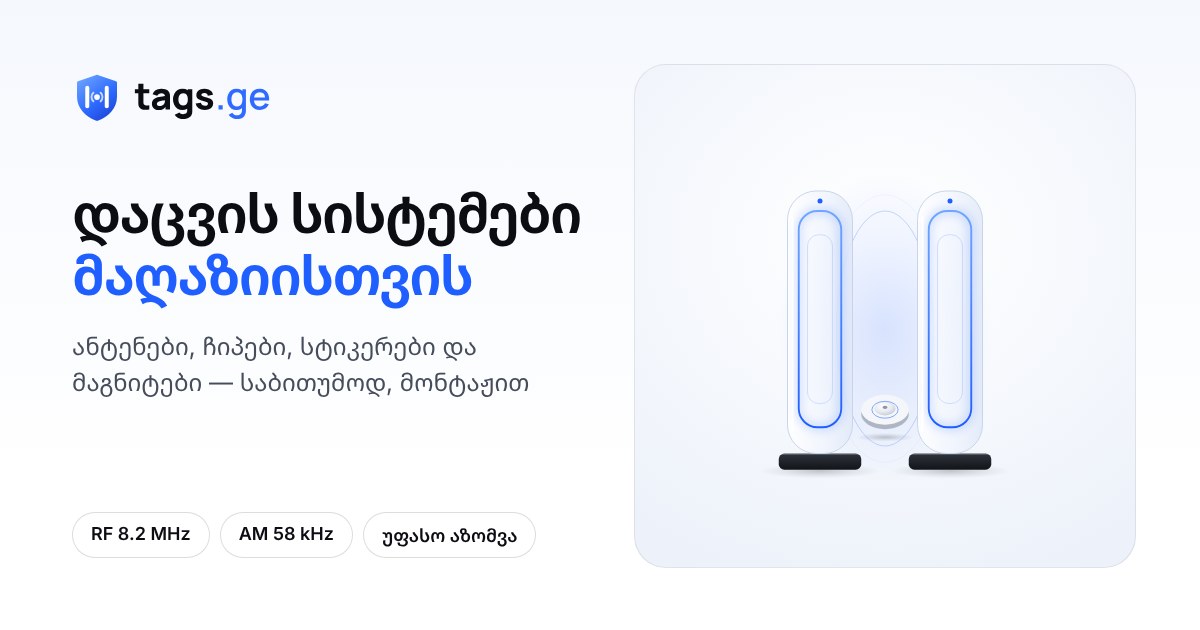 tags.ge
დაცვის სისტემები
მაღაზიისთვის
ანტენები, ჩიპები, სტიკერები და
მაგნიტები — საბითუმოდ, მონტაჟით
RF 8.2 MHz
AM 58 kHz
უფასო აზომვა